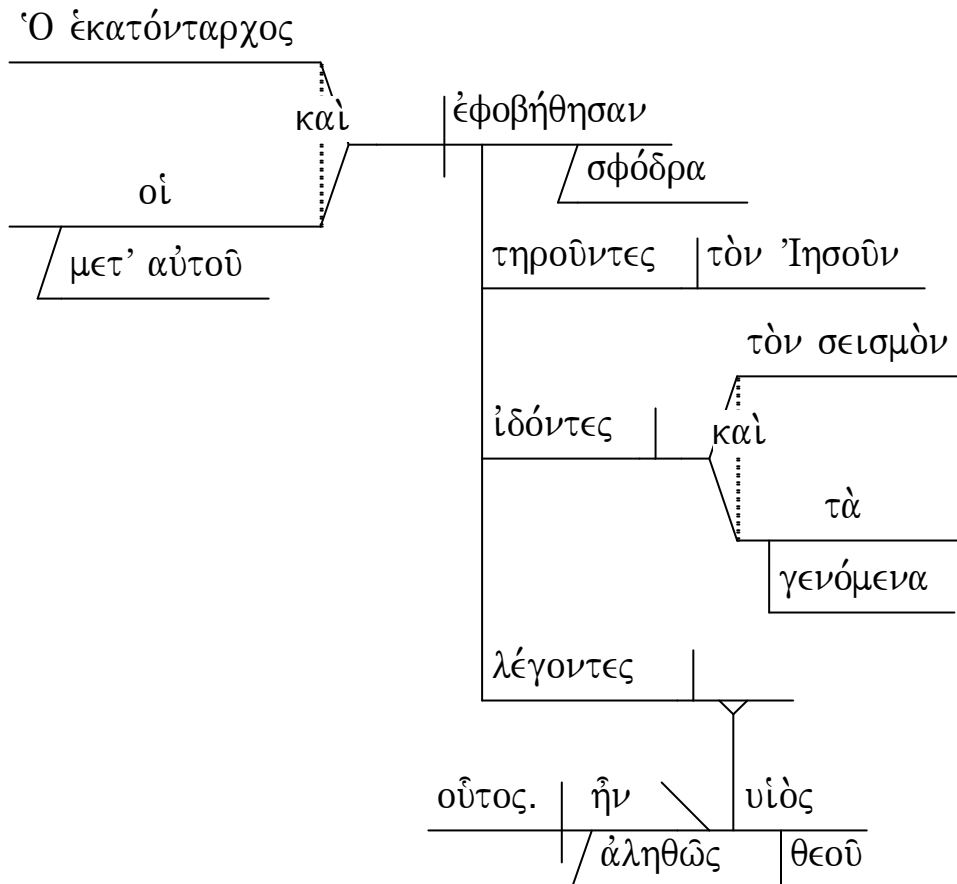 Ὁ ἑκατόνταρχος
καὶ
ἐφοβήθησαν
σφόδρα
οἱ
μετ’ αὐτοῦ
τηροῦντες τὸν Ἰησοῦν
τὸν σεισμὸν
ἰδόντες καὶ
τὰ
γενόμενα
λέγοντες
οὗτος. ἦν υἱὸς
ἀληθῶς θεοῦ